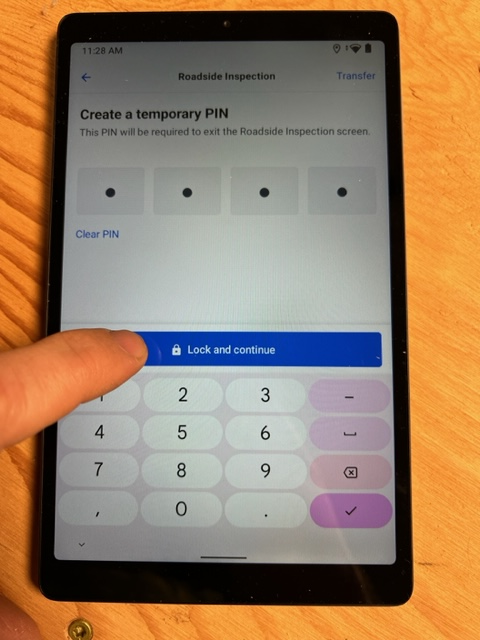 11:28 AM
Roadside Inspection
Transfer
Create a temporary PIN
This PIN will be required to exit the Roadside Inspection screen.
Clear PIN
Lock and continue
1 2 3 –
4 5 6
7 8 9
, 0 .